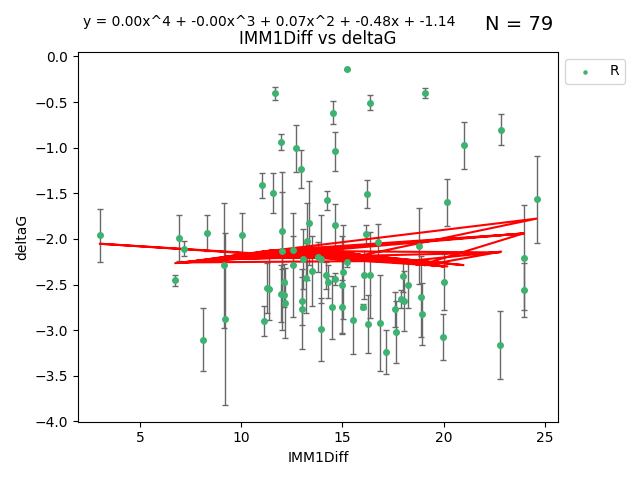 y = 0.00x^4 + -0.00x^3 + 0.07x^2 + -0.48x + -1.14
N = 79
IMM1Diff vs deltaG
R
0.0
−0.5
−1.0
−1.5
−2.0
−2.5
−3.0
−3.5
−4.0
deltaG
5 10 15 20 25
IMM1Diff